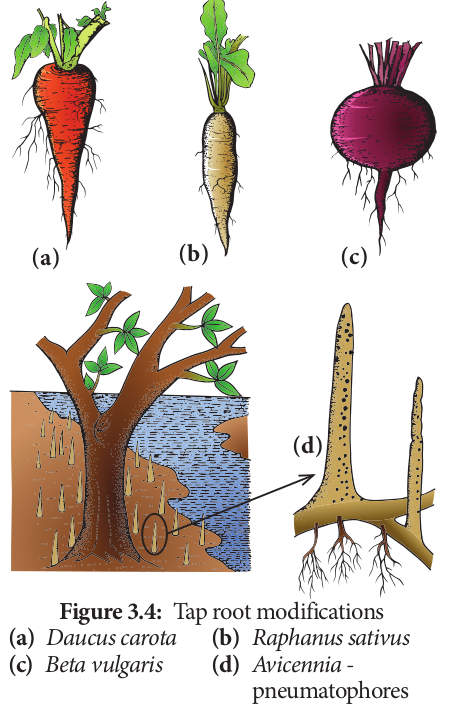 (a)
(b)
(c)
(d)
Figure 3.4: Tap root modifications
(a) Daucus carota (b) Raphanus sativus
(c) Beta vulgaris (d) Avicennia -
pneumatophores